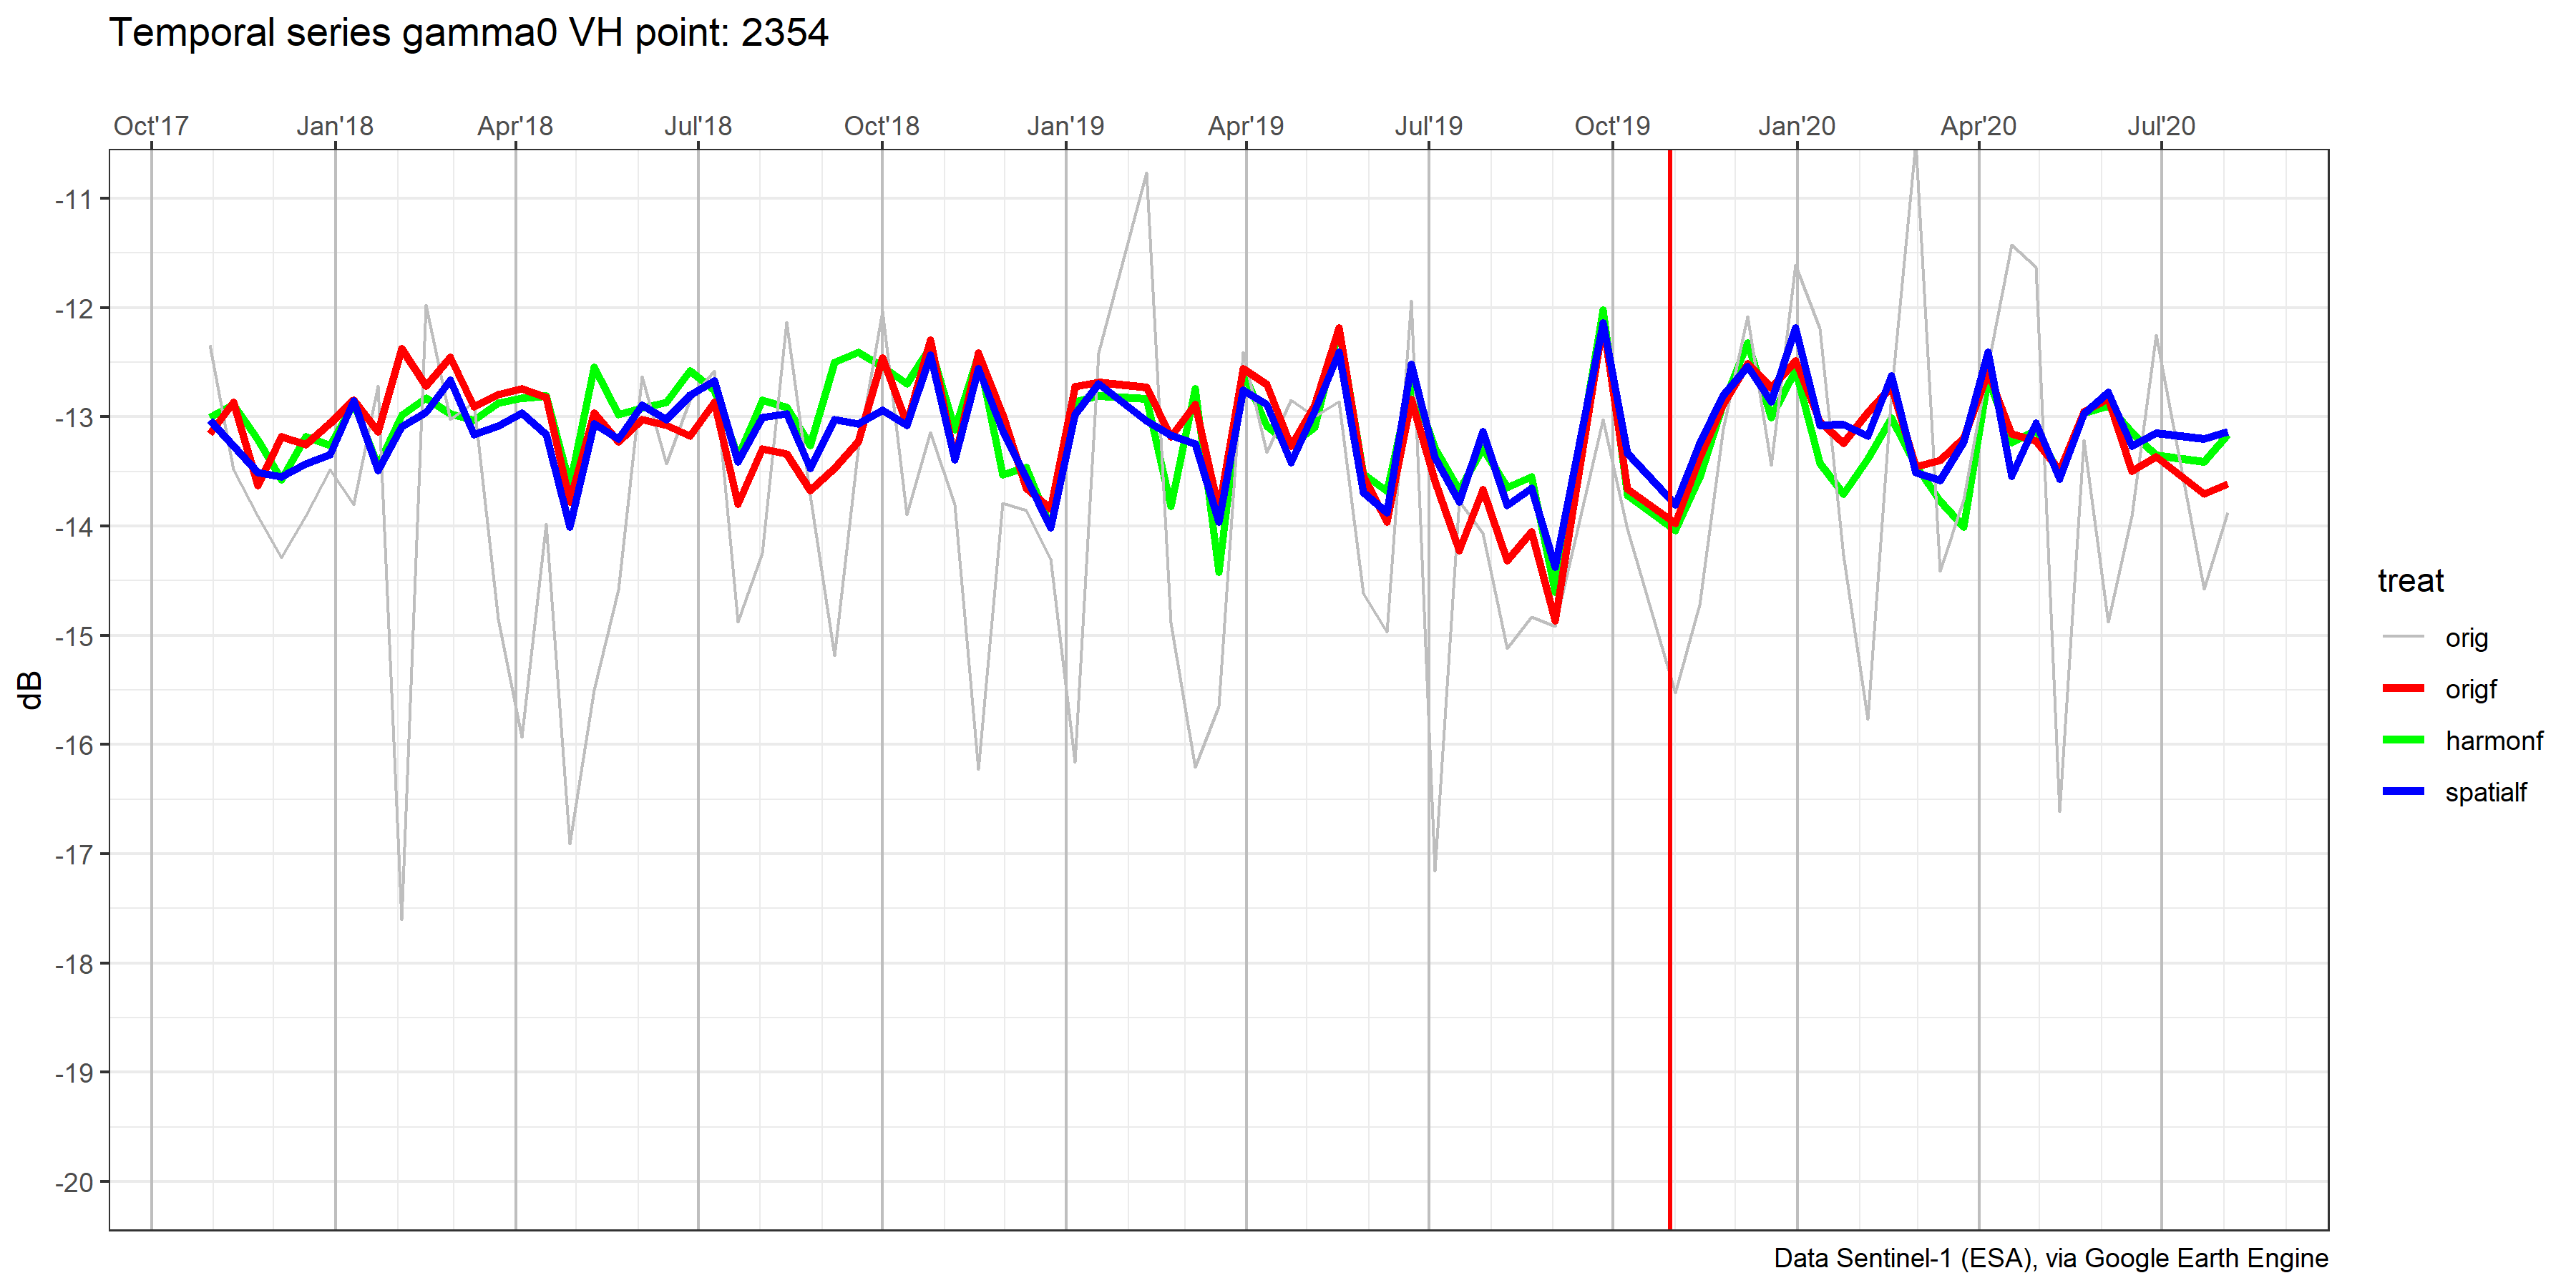 Temporal series gamma0 VH point: 2354
Oct'17 Jan'18 Apr'18 Jul'18 Oct'18 Jan'19 Apr'19 Jul'19 Oct'19 Jan'20 Apr'20 Jul'20
-11
-12
-13
-14
-15
-16
-17
-18
-19
-20
dB
treat
orig
origf
harmonf
spatialf
Data Sentinel-1 (ESA), via Google Earth Engine